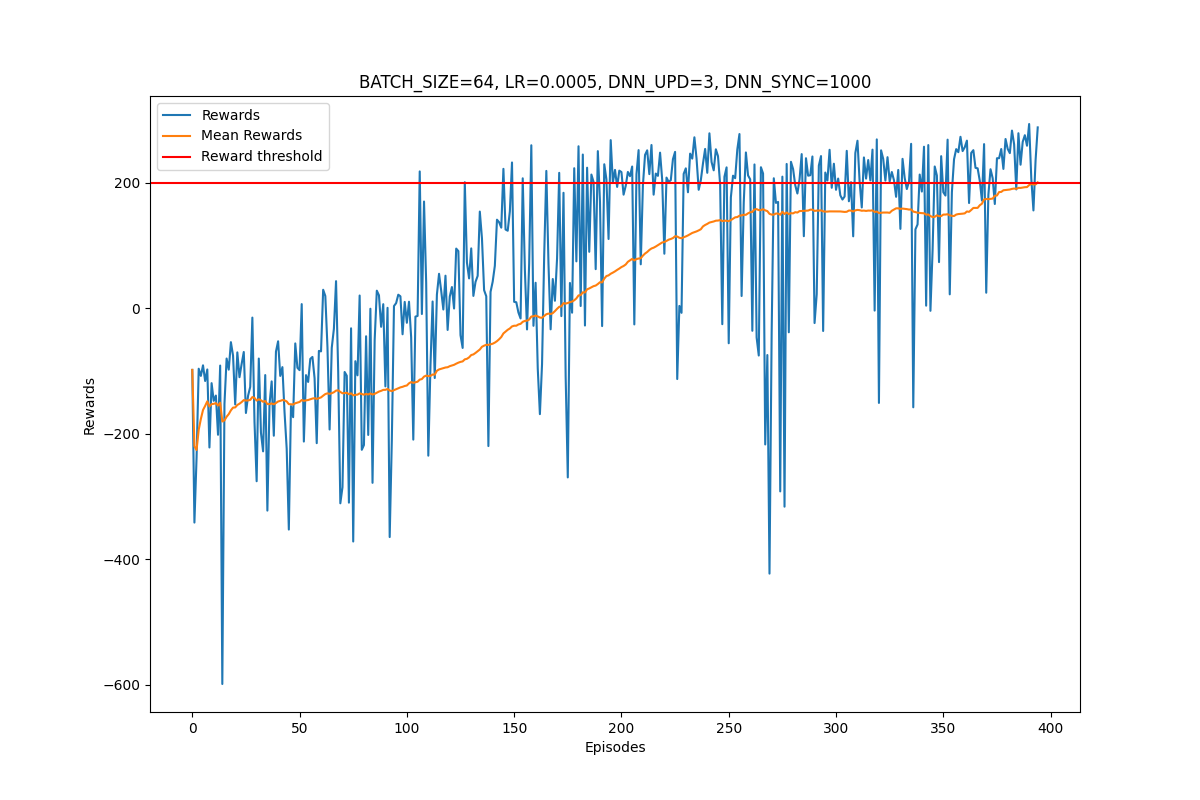 BATCH_SIZE=64, LR=0.0005, DNN_UPD=3, DNN_SYNC=1000
Rewards
Mean Rewards
Reward threshold
200
0
−200
−400
−600
Rewards
0
50
100
150
200
250
300
350
400
Episodes